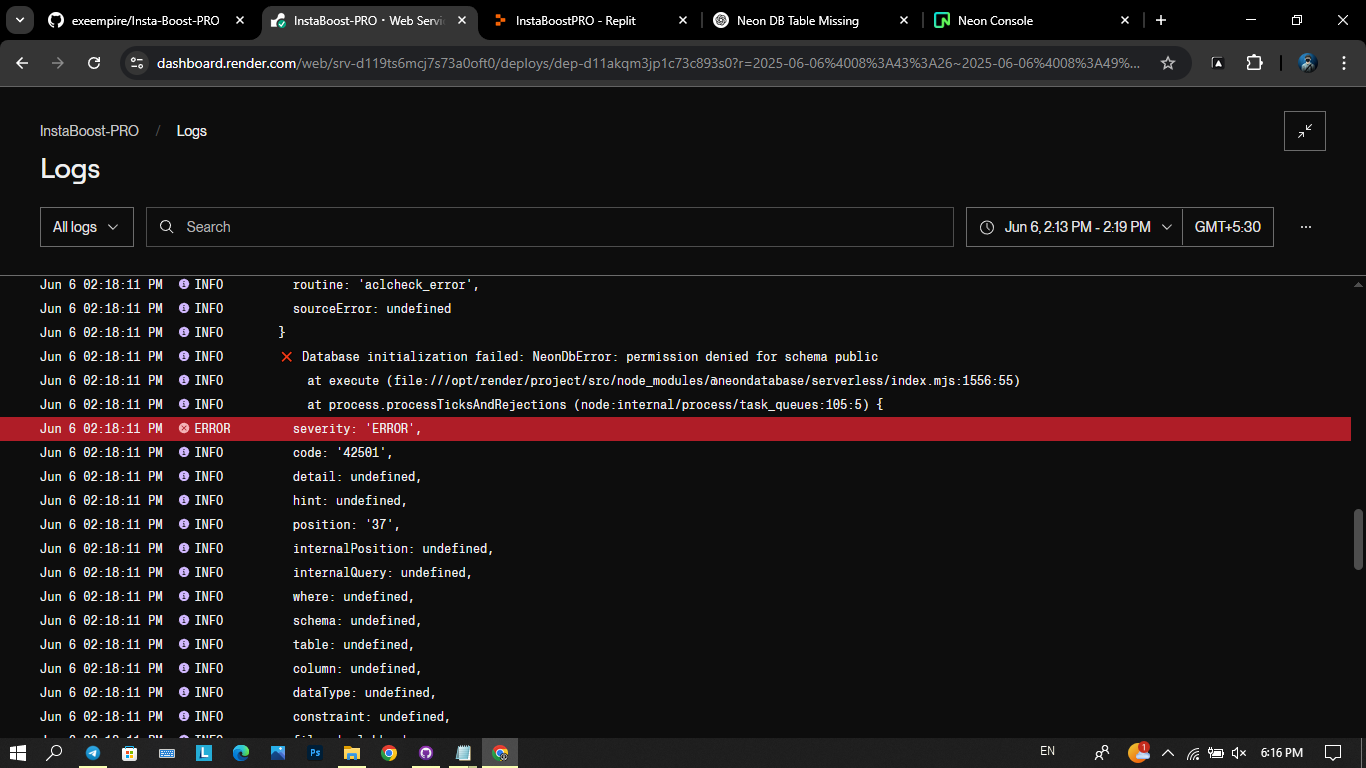 exeempire/Insta-Boost-PRO
InstaBoost-PRO · Web Servic
InstaBoostPRO - Replit
Neon DB Table Missing
Neon Console
dashboard.render.com/web/srv-d119ts6mcj7s73a0oft0/deploys/dep-d11akqm3jp1c73c893s0?r=2025-06-06%4008%3A43%3A26~2025-06-06%4008%3A49%...
InstaBoost-PRO / Logs
Logs
All logs
Search
Jun 6, 2:13 PM - 2:19 PM
GMT+5:30
...
Jun 6 02:18:11 PM INFO routine: 'aclcheck_error',
Jun 6 02:18:11 PM INFO sourceError: undefined
Jun 6 02:18:11 PM INFO }
Jun 6 02:18:11 PM INFO ❌ Database initialization failed: NeonDbError: permission denied for schema public
Jun 6 02:18:11 PM INFO at execute (file:///opt/render/project/src/node_modules/@neondatabase/serverless/index.mjs:1556:55)
Jun 6 02:18:11 PM INFO at process.processTicksAndRejections (node:internal/process/task_queues:105:5) {
Jun 6 02:18:11 PM ERROR severity: 'ERROR',
Jun 6 02:18:11 PM INFO code: '42501',
Jun 6 02:18:11 PM INFO detail: undefined,
Jun 6 02:18:11 PM INFO hint: undefined,
Jun 6 02:18:11 PM INFO position: '37',
Jun 6 02:18:11 PM INFO internalPosition: undefined,
Jun 6 02:18:11 PM INFO internalQuery: undefined,
Jun 6 02:18:11 PM INFO where: undefined,
Jun 6 02:18:11 PM INFO schema: undefined,
Jun 6 02:18:11 PM INFO table: undefined,
Jun 6 02:18:11 PM INFO column: undefined,
Jun 6 02:18:11 PM INFO dataType: undefined,
Jun 6 02:18:11 PM INFO constraint: undefined,
L
Ps
EN
1
6:16 PM